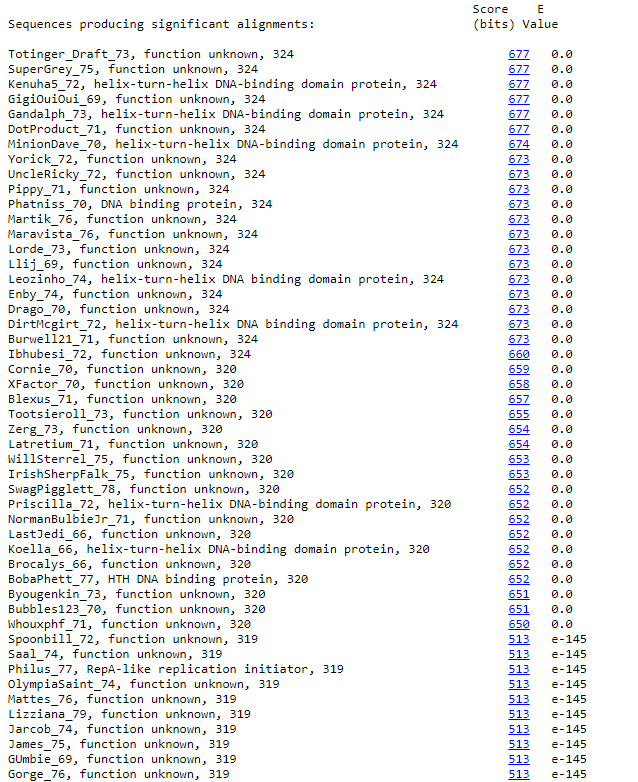 Score E
Sequences producing significant alignments: (bits) Value
Totinger_Draft_73, function unknown, 324 677 0.0
SuperGrey_75, function unknown, 324 677 0.0
Kenuha5_72, helix-turn-helix DNA-binding domain protein, 324 677 0.0
GigiOuiOui_69, function unknown, 324 677 0.0
Gandalph_73, helix-turn-helix DNA-binding domain protein, 324 677 0.0
DotProduct_71, function unknown, 324 677 0.0
MinionDave_70, helix-turn-helix DNA-binding domain protein, 324 674 0.0
Yorick_72, function unknown, 324 673 0.0
UncleRicky_72, function unknown, 324 673 0.0
Pippy_71, function unknown, 324 673 0.0
Phatniss_70, DNA binding protein, 324 673 0.0
Martik_76, function unknown, 324 673 0.0
Maravista_76, function unknown, 324 673 0.0
Lorde_73, function unknown, 324 673 0.0
Llij_69, function unknown, 324 673 0.0
Leozinho_74, helix-turn-helix DNA binding domain protein, 324 673 0.0
Enby_74, function unknown, 324 673 0.0
Drago_70, function unknown, 324 673 0.0
DirtMcgirt_72, helix-turn-helix DNA binding domain protein, 324 673 0.0
Burwell21_71, function unknown, 324 673 0.0
Ibhubesi_72, function unknown, 324 660 0.0
Cornie_70, function unknown, 320 659 0.0
XFactor_70, function unknown, 320 658 0.0
Blexus_71, function unknown, 320 657 0.0
Tootsieroll_73, function unknown, 320 655 0.0
Zerg_73, function unknown, 320 654 0.0
Latretium_71, function unknown, 320 654 0.0
WillSterrel_75, function unknown, 320 653 0.0
IrishSherpFalk_75, function unknown, 320 653 0.0
SwagPigglett_78, function unknown, 320 652 0.0
Priscilla_72, helix-turn-helix DNA-binding domain protein, 320 652 0.0
NormanBulbieJr_71, function unknown, 320 652 0.0
LastJedi_66, function unknown, 320 652 0.0
Koella_66, helix-turn-helix DNA-binding domain protein, 320 652 0.0
Brocalys_66, function unknown, 320 652 0.0
BobaPhett_77, HTH DNA binding protein, 320 652 0.0
Byougenkin_73, function unknown, 320 651 0.0
Bubbles123_70, function unknown, 320 651 0.0
Whouxphf_71, function unknown, 320 650 0.0
Spoonbill_72, function unknown, 319 513 e-145
Saal_74, function unknown, 319 513 e-145
Philus_77, RepA-like replication initiator, 319 513 e-145
OlympiaSaint_74, function unknown, 319 513 e-145
Mattes_76, function unknown, 319 513 e-145
Lizziana_79, function unknown, 319 513 e-145
Jarcob_74, function unknown, 319 513 e-145
James_75, function unknown, 319 513 e-145
GUmbie_69, function unknown, 319 513 e-145
Gorge_76, function unknown, 319 513 e-145